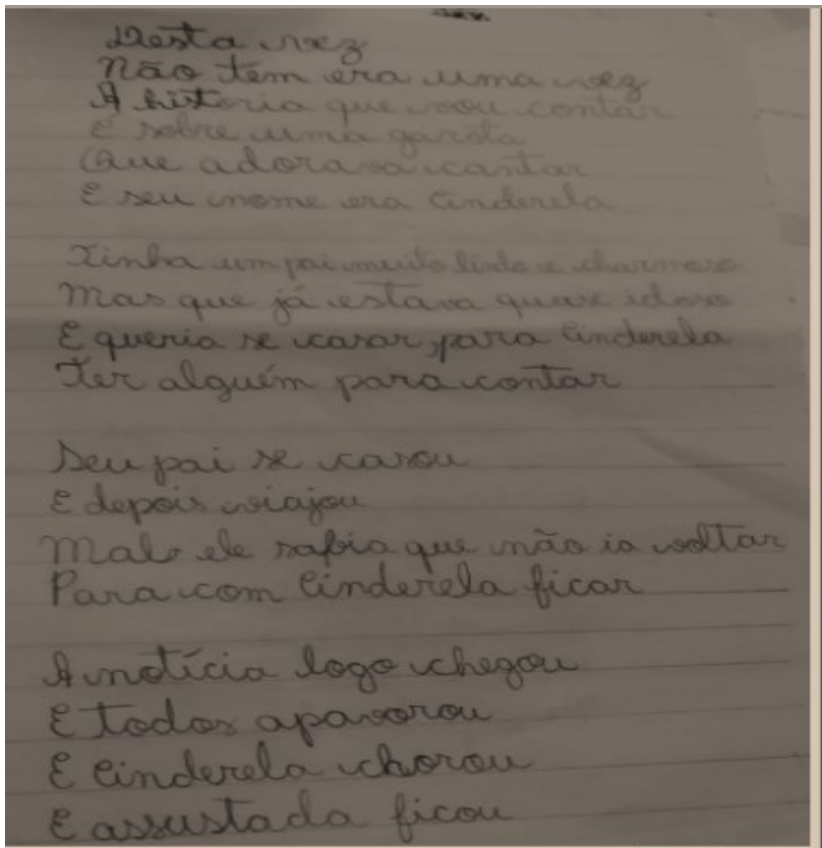 Desta vez
Não tem era uma vez
A historia que vou contar
É sobre uma garota
Que adorava cantar
E seu nome era Cinderela
Tinha um pai muito lindo e charmoso
Mas que já estava quase idoso
E queria se casar, para Cinderela
Ter alguém para contar
Seu pai se casou
E depois viajou
Mal ele sabia que não ia voltar
Para com Cinderela ficar
A notícia logo chegou
E todos apavorou
E Cinderela chorou
E assustada ficou